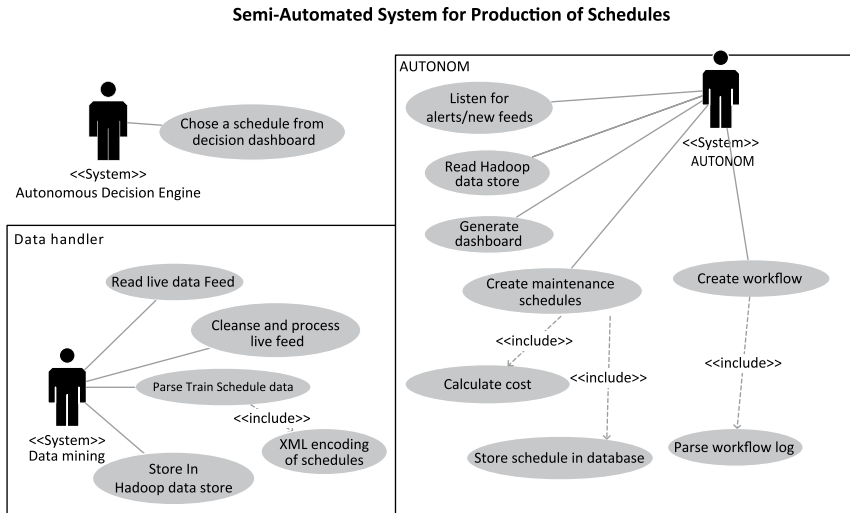 Semi-Automated System for Production of Schedules
AUTONOM
Listen for
alerts/new feeds
Chose a schedule from
decision dashboard
<<System>>
Autonomous Decision Engine
<<System>>
AUTONOM
Read Hadoop
data store
Generate
dashboard
Data handler
Read live data Feed
Create maintenance
schedules
Create workflow
Cleanse and process
live feed
<<include>>
<<include>>
<<include>>
Parse Train Schedule data
Calculate cost
<<include>>
<<System>>
Data mining
XML encoding
of schedules
Store In
Hadoop data store
Store schedule in database
Parse workflow log